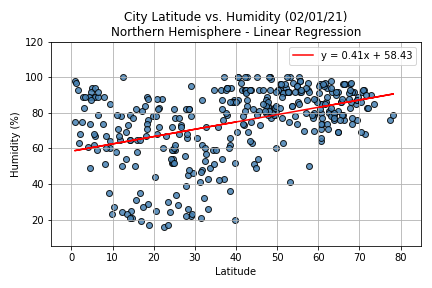 City Latitude vs. Humidity (02/01/21)
Northern Hemisphere - Linear Regression
y = 0.41x + 58.43
120
100
80
60
40
20
Humidity (%)
0 10 20 30 40 50 60 70 80
Latitude